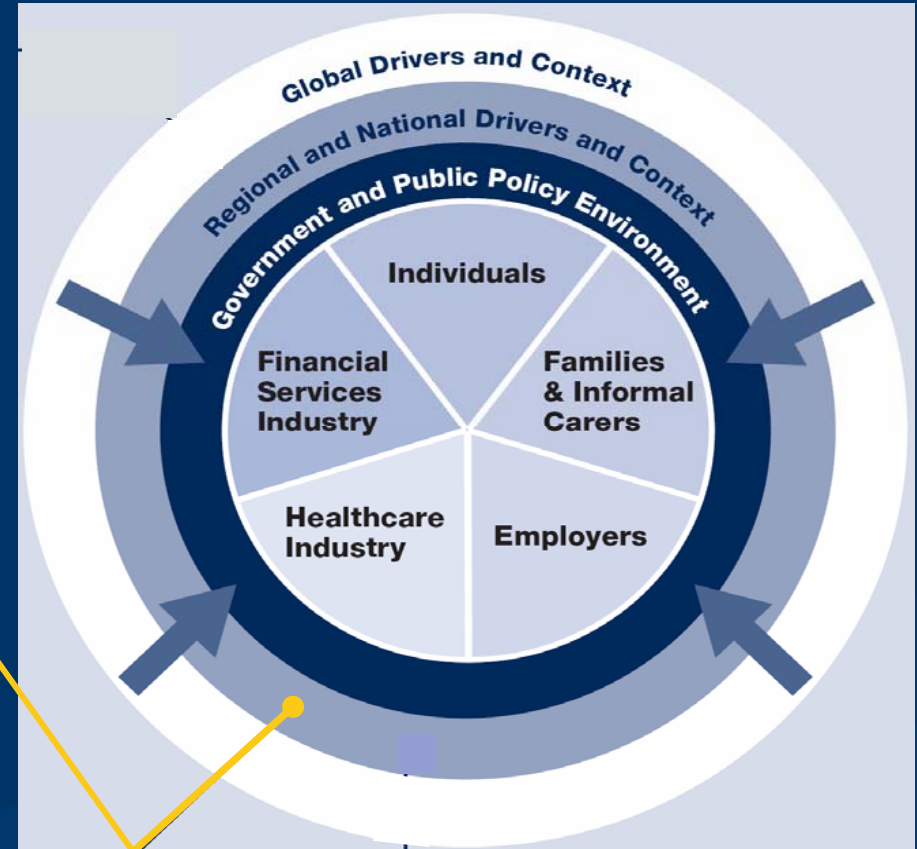 Global Drivers and Context
Regional and National Drivers and Context
Government and Public Policy Environment
Individuals
Financial
Services
Industry
Families
& Informal
Carers
Healthcare
Industry
Employers